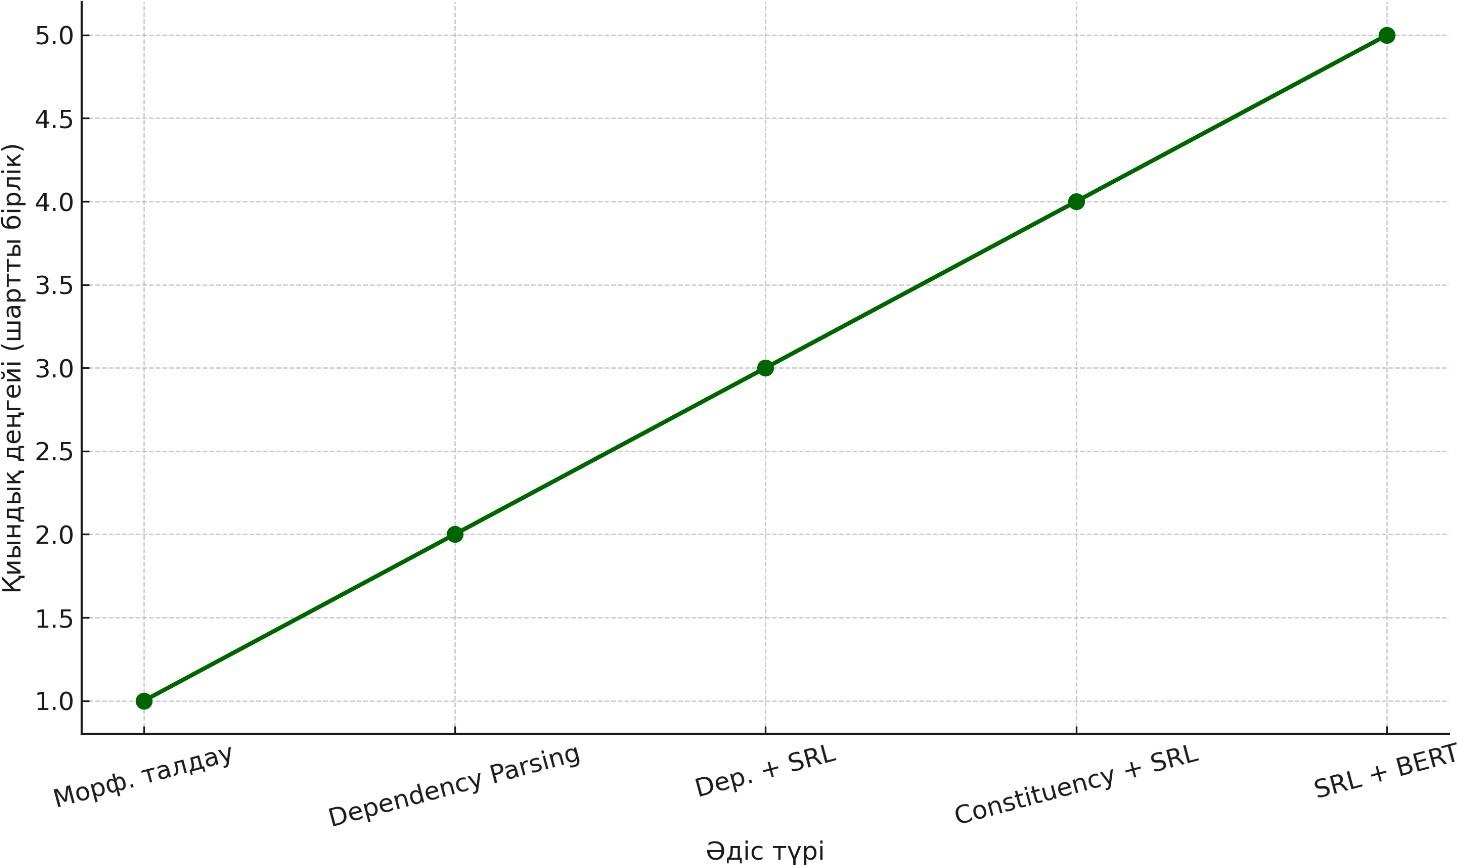 5.0
4.5
4.0
3.5
3.0
2.5
2.0
1.5
1.0
Қиындық деңгейі (шартты бірлік)
Морф. талдау
Dependency Parsing
Dep. + SRL
Constituency + SRL
SRL + BERT
Әдіс түрі